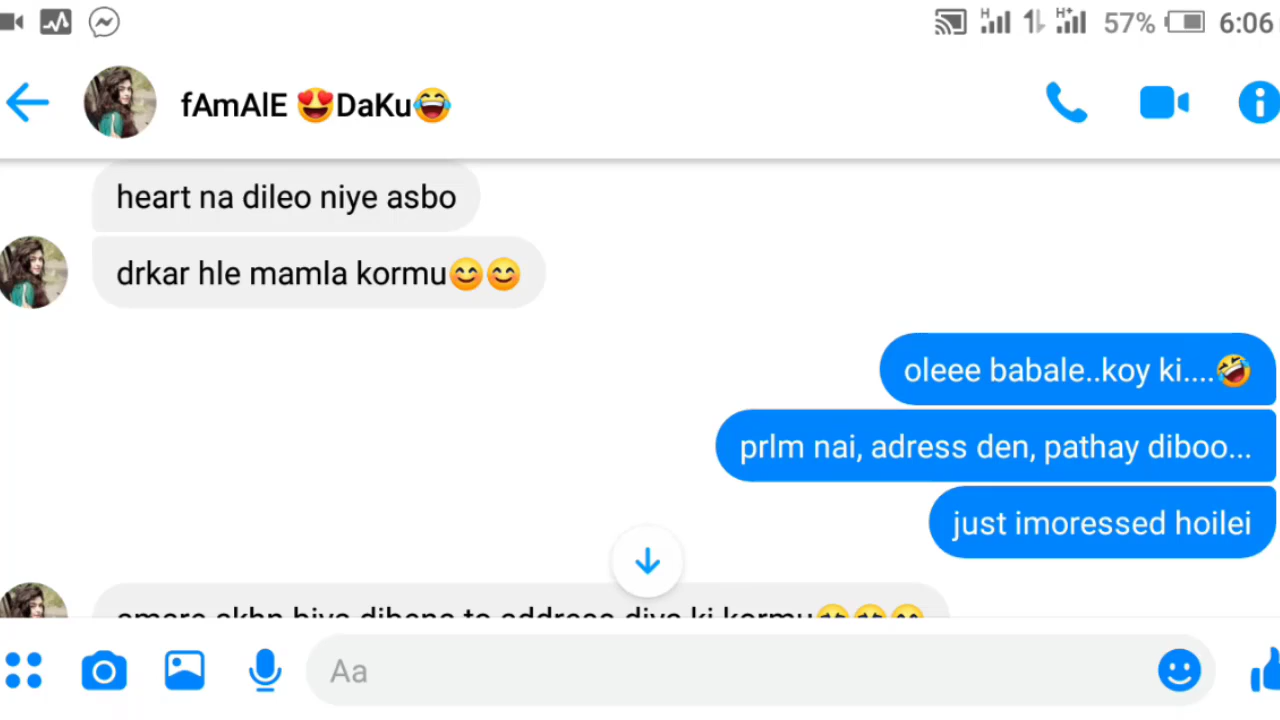 57% 6:06
fAmAlE 😍DaKu😂
heart na dileo niye asbo
drkar hle mamla kormu😊😊
oleee babale..koy ki....🤣
prlm nai, adress den, pathay diboo...
just imoressed hoilei
amare akhn biya dibena to address diya ki kormu
Aa